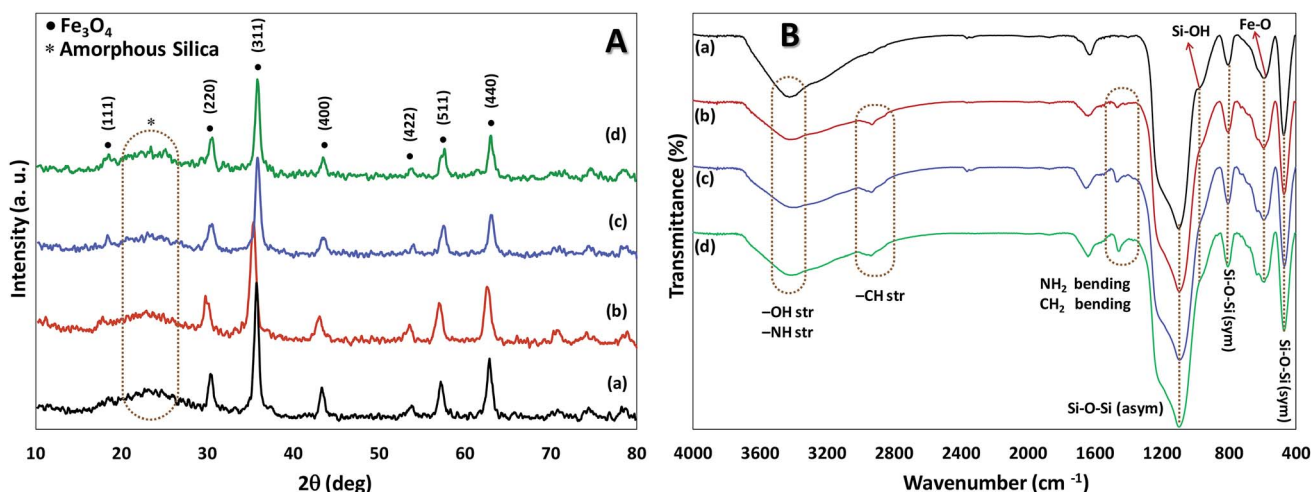 ● Fe₃O₄
* Amorphous Silica
A
(111)
*
(220)
(311)
(400)
(422)
(511)
(440)
(d)
(c)
(b)
(a)
Intensity (a. u.)
10 20 30 40 50 60 70 80
2θ (deg)
B
(a)
(b)
(c)
(d)
Si-OH
Fe-O
–OH str
–NH str
–CH str
NH₂ bending
CH₂ bending
Si-O-Si (asym)
Si-O-Si (sym)
Si-O-Si (sym)
Transmittance (%)
4000 3600 3200 2800 2400 2000 1600 1200 800 400
Wavenumber (cm ⁻¹)